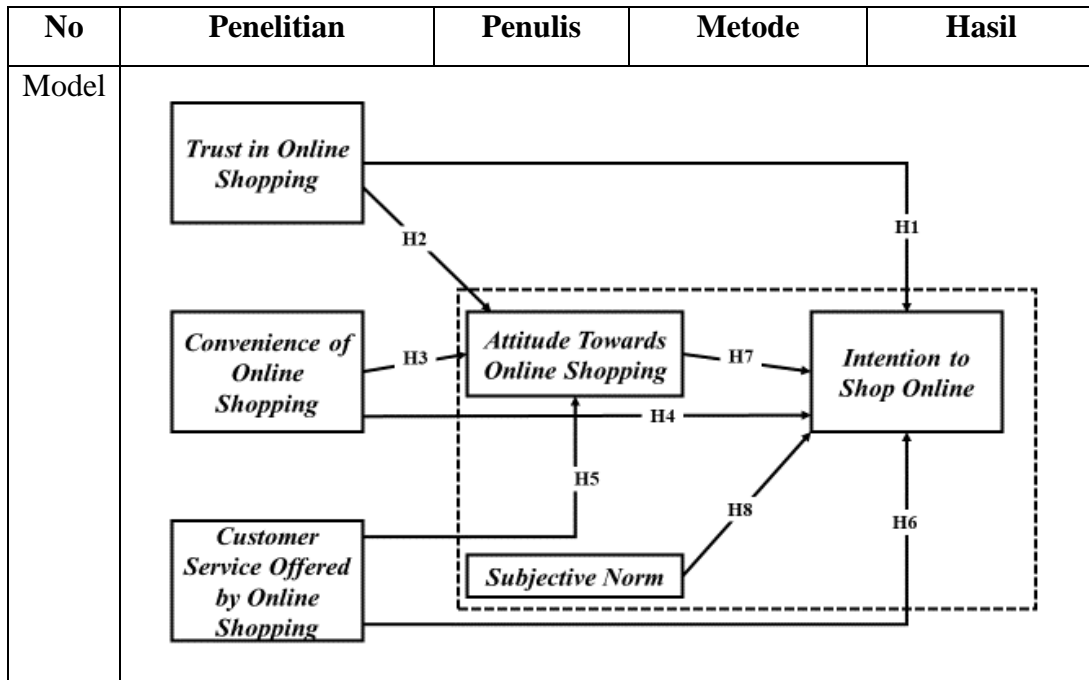 No Penelitian Penulis Metode Hasil
Model
Trust in Online
Shopping
H1
H2
Convenience of
Online
Shopping
H3
Attitude Towards
Online Shopping
H7
Intention to
Shop Online
H4
H5
H8
H6
Customer
Service Offered
by Online
Shopping
Subjective Norm